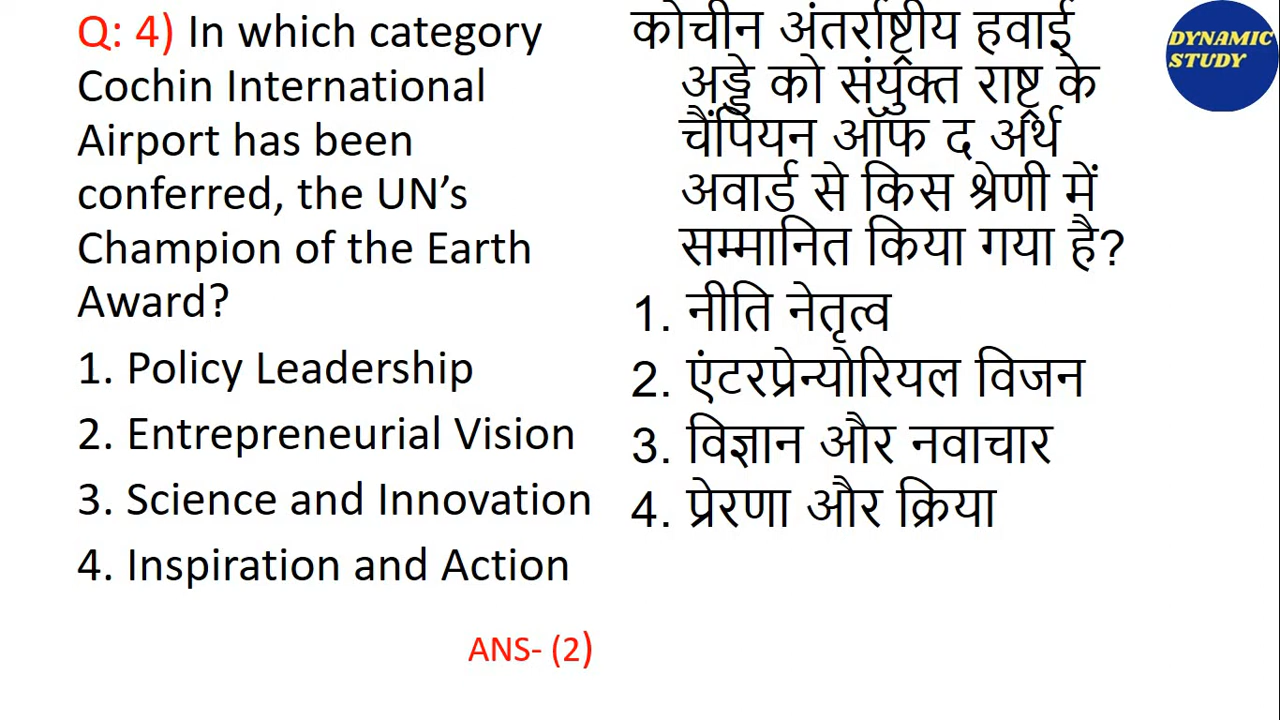 Q: 4) In which category
Cochin International
Airport has been
conferred, the UN’s
Champion of the Earth
Award?
1. Policy Leadership
2. Entrepreneurial Vision
3. Science and Innovation
4. Inspiration and Action
ANS- (2)
कोचीन अंतर्राष्ट्रीय हवाई
अड्डे को संयुक्त राष्ट्र के
चैंपियन ऑफ द अर्थ
अवार्ड से किस श्रेणी में
सम्मानित किया गया है?
1. नीति नेतृत्व
2. एंटरप्रेन्योरियल विजन
3. विज्ञान और नवाचार
4. प्रेरणा और क्रिया
DYNAMIC
STUDY